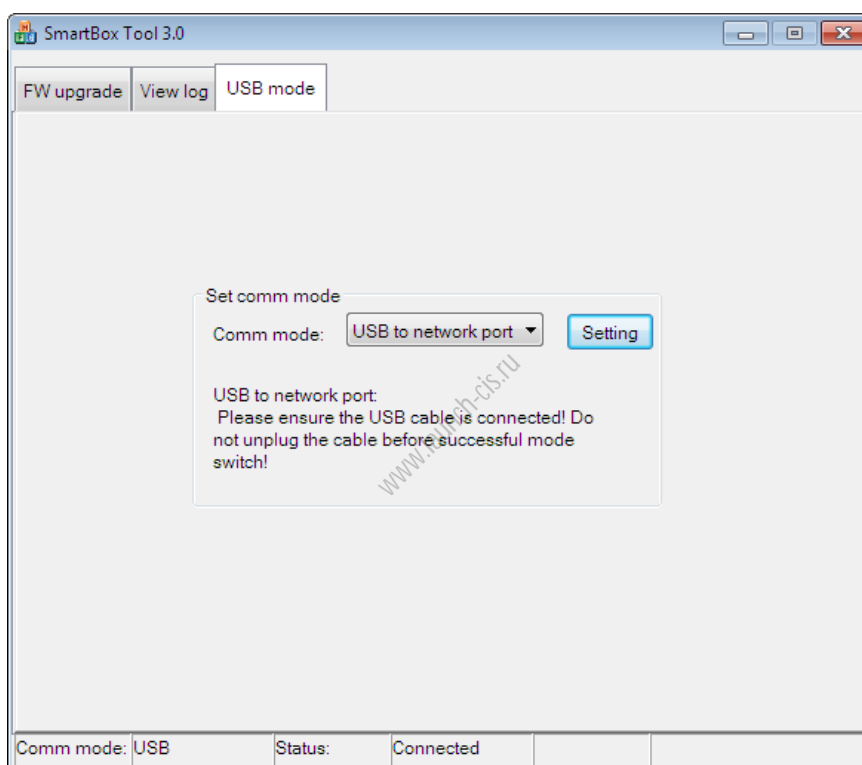 SmartBox Tool 3.0
FW upgrade View log USB mode
Set comm mode
Comm mode: USB to network port Setting
USB to network port:
Please ensure the USB cable is connected! Do
not unplug the cable before successful mode
switch!
www.launch-cis.ru
Comm mode: USB Status: Connected